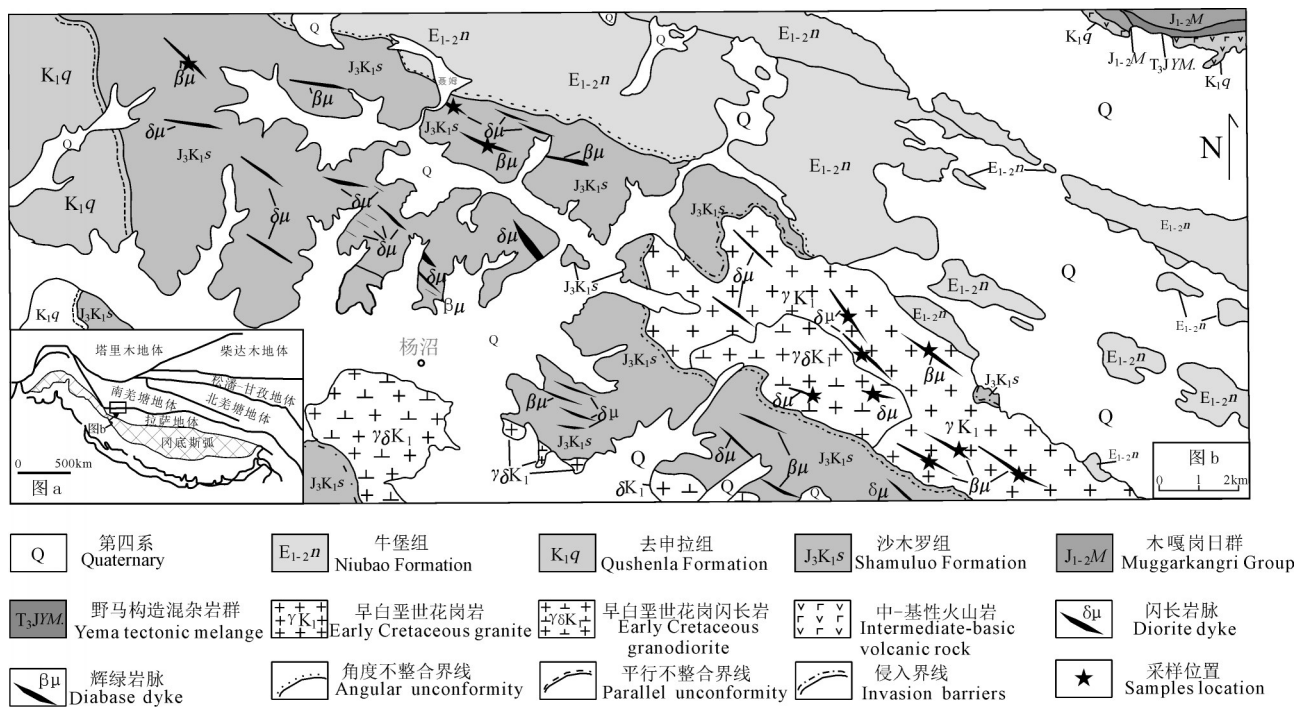 E₁₋₂n
Q
Q
K₁q
J₁₋₂M
J₁₋₂M
T₃JYM.
K₁q
K₁q
βμ
J₃K₁s
βμ
聂姆
E₁₋₂n
E₁₋₂n
Q
Q
N
Q
δμ
J₃K₁s
J₃K₁s
δμ
βμ
βμ
J₃K₁s
E₁₋₂n
E₁₋₂n
Q
K₁q
δμ
δμ
δμ
δμ
Q
J₃K₁s
E₁₋₂n
δμ
βμ
J₃K₁s
δμ
γK₁
δμ
Q
E₁₋₂n
E₁₋₂n
E₁₋₂n
K₁q
J₃K₁s
杨沼
Q
J₃K₁s
γδK₁
βμ
J₃K₁s
E₁₋₂n
E₁₋₂n
Q
βμ
δμ
J₃K₁s
δμ
δμ
γK₁
γδK₁
γδK₁
Q
δμ
βμ
J₃K₁s
βμ
E₁₋₂n
J₃K₁s
δK₁
Q
Q
δμ
塔里木地体
柴达木地体
松潘-甘孜地体
南羌塘地体
北羌塘地体
拉萨地体
图b
冈底斯弧
0 500km
图 a
图 b
0 1 2km
Q 第四系
Quaternary
E₁₋₂n 牛堡组
Niubao Formation
K₁q 去申拉组
Qushenla Formation
J₃K₁s 沙木罗组
Shamuluo Formation
J₁₋₂M 木嘎岗日群
Muggarkangri Group
T₃JYM. 野马构造混杂岩群
Yema tectonic melange
γK₁ 早白垩世花岗岩
Early Cretaceous granite
γδK₁ 早白垩世花岗闪长岩
Early Cretaceous
granodiorite
中-基性火山岩
Intermediate-basic
volcanic rock
δμ 闪长岩脉
Diorite dyke
βμ 辉绿岩脉
Diabase dyke
角度不整合界线
Angular unconformity
平行不整合界线
Parallel unconformity
侵入界线
Invasion barriers
采样位置
Samples location